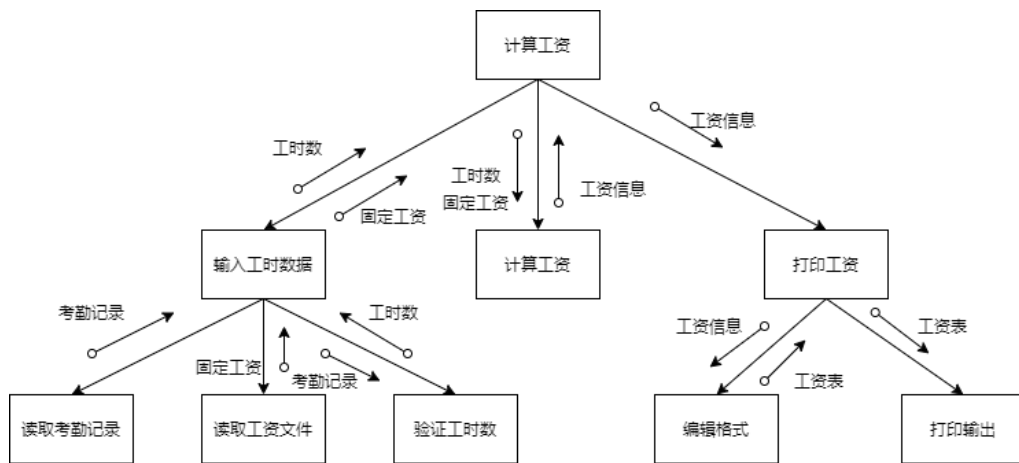 计算工资
工资信息
工时数
工时数
固定工资
工资信息
固定工资
输入工时数据
计算工资
打印工资
考勤记录
工时数
工资信息
工资表
固定工资
考勤记录
工资表
读取考勤记录
读取工资文件
验证工时数
编辑格式
打印输出